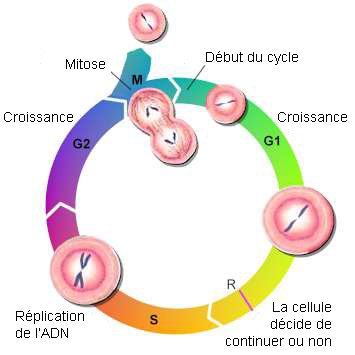 Mitose
Début du cycle
M
Croissance
Croissance
G2
G1
R
S
Réplication
de l'ADN
La cellule
décide de
continuer ou non